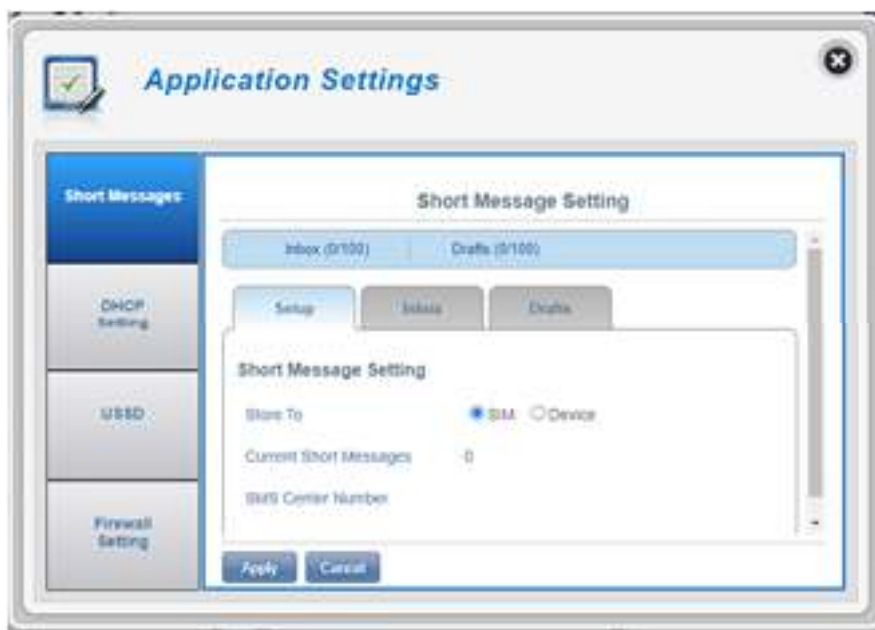 Application Settings
Short Messages
DHCP
Setting
USSD
Firewall
Setting
Short Message Setting
Inbox (0/100)
Drafts (0/100)
Setup
Inbox
Drafts
Short Message Setting
Store To
SIM
Device
Current Short Messages
0
SMS Center Number
Apply
Cancel